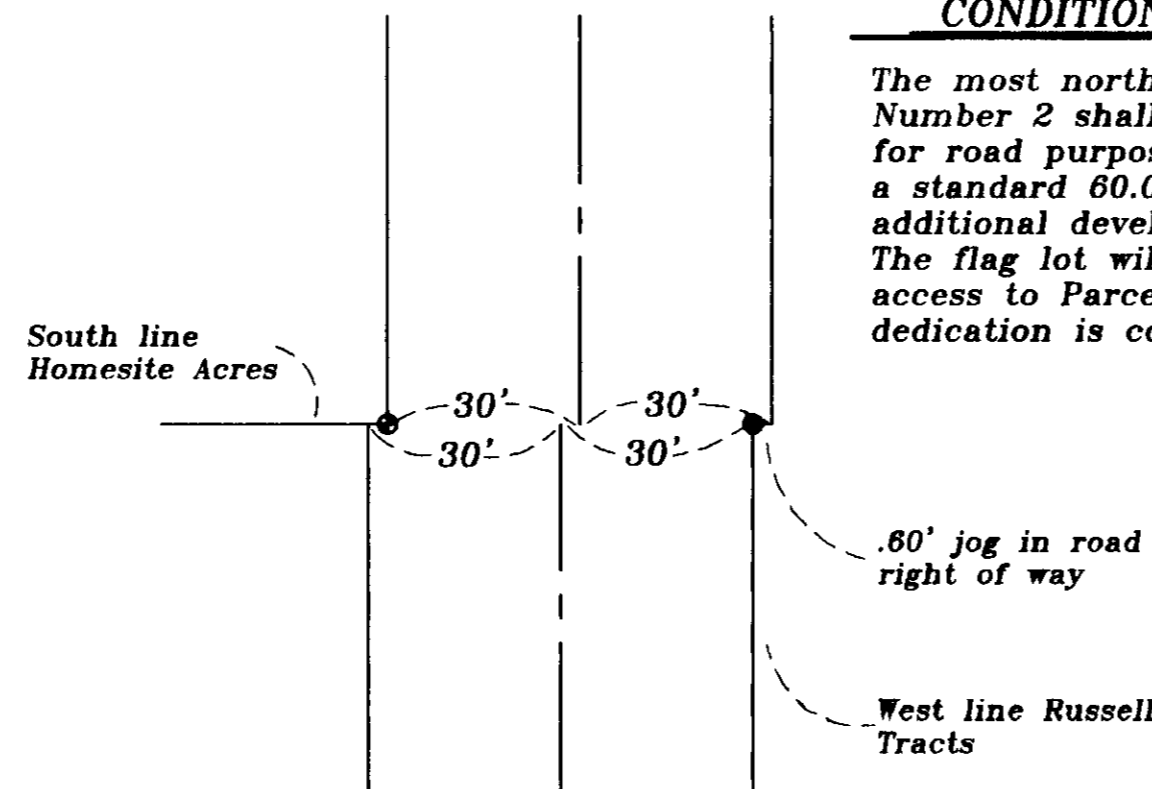 CONDITION
The most north
Number 2 shall
for road purpos
a standard 60.0
additional devel
The flag lot wil
access to Parce
dedication is co
South line
Homesite Acres
30' 30'
30' 30'
.60' jog in road
right of way
West line Russell
Tracts